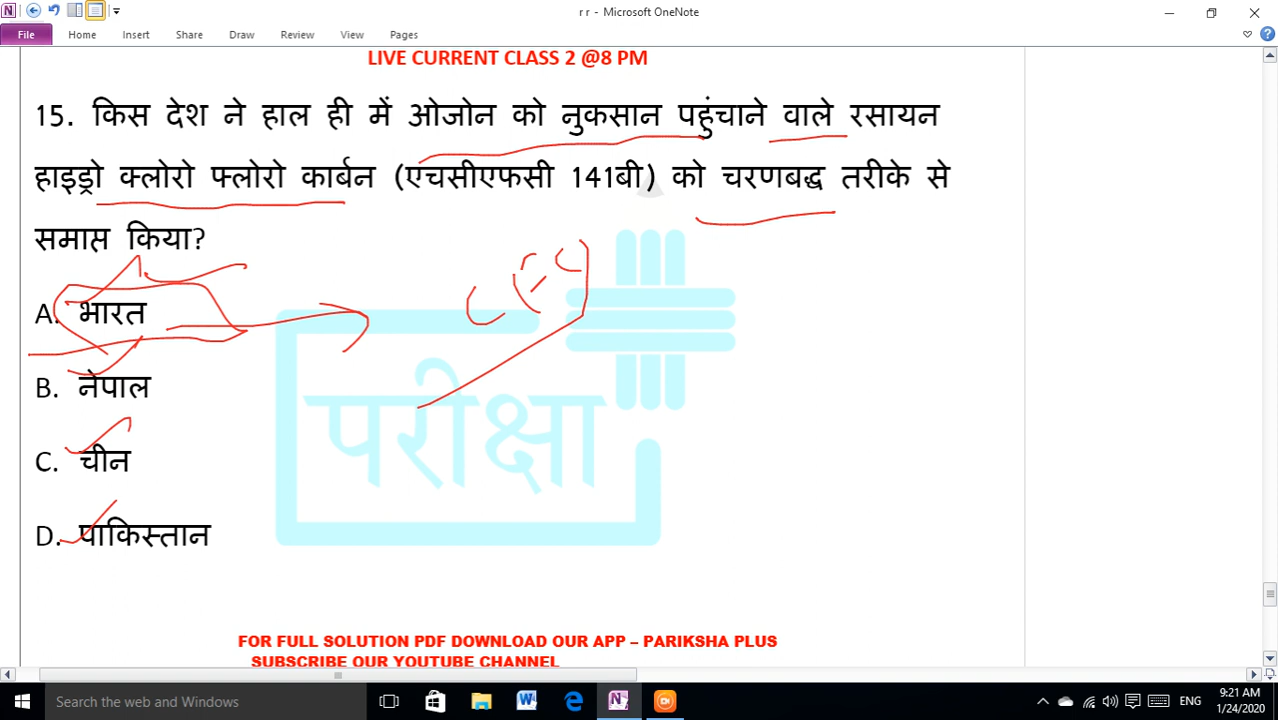 r r - Microsoft OneNote
File Home Insert Share Draw Review View Pages
LIVE CURRENT CLASS 2 @8 PM
15. किस देश ने हाल ही में ओजोन को नुकसान पहुंचाने वाले रसायन
हाइड्रो क्लोरो फ्लोरो कार्बन (एचसीएफसी 141बी) को चरणबद्ध तरीके से
समाप्त किया?
A. भारत
B. नेपाल
C. चीन
D. पाकिस्तान
परीक्षा
FOR FULL SOLUTION PDF DOWNLOAD OUR APP – PARIKSHA PLUS
SUBSCRIBE OUR YOUTUBE CHANNEL
Search the web and Windows
ENG
9:21 AM
1/24/2020